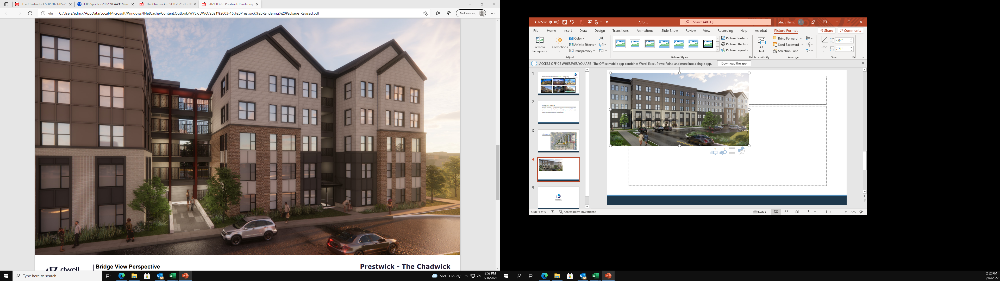 The Chadwick- CSDP 2021-05-2
CBS Sports - 2022 NCAA® Men'
The Chadwick- CSDP 2021-05-2
2021 03-16 Prestwick Rendering
File
C:/Users/edrick/AppData/Local/Microsoft/Windows/INetCache/Content.Outlook/WYEFJDWO/2021%2003-16%20Prestwick%20Rendering%20Package_Revised.pdf
Not syncing
dwell
Bridge View Perspective
Prestwick - The Chadwick
Type here to search
56°F Cloudy
2:52 PM
3/16/2022
AutoSave Off
Affor...
Search (Alt+Q)
Edrick Harris
EH
File Home Insert Draw Design Transitions Animations Slide Show Review View Recording Help Acrobat Picture Format
Share
Comments
Remove
Background
Corrections
Color
Artistic Effects
Transparency
Adjust
Picture Styles
Picture Border
Picture Effects
Picture Layout
Alt
Text
Accessibility
Bring Forward
Send Backward
Selection Pane
Arrange
Crop
4.04"
7.71"
Size
ACCESS OFFICE WHEREVER YOU ARE The Office mobile app combines Word, Excel, PowerPoint, and more into a single app.
Download the app
1
Prestwick Development Company
2
Company Overview
3
Chadwick
4
5
Prestwick
Slide 4 of 5
Accessibility: Investigate
Notes
72%
2:52 PM
3/16/2022